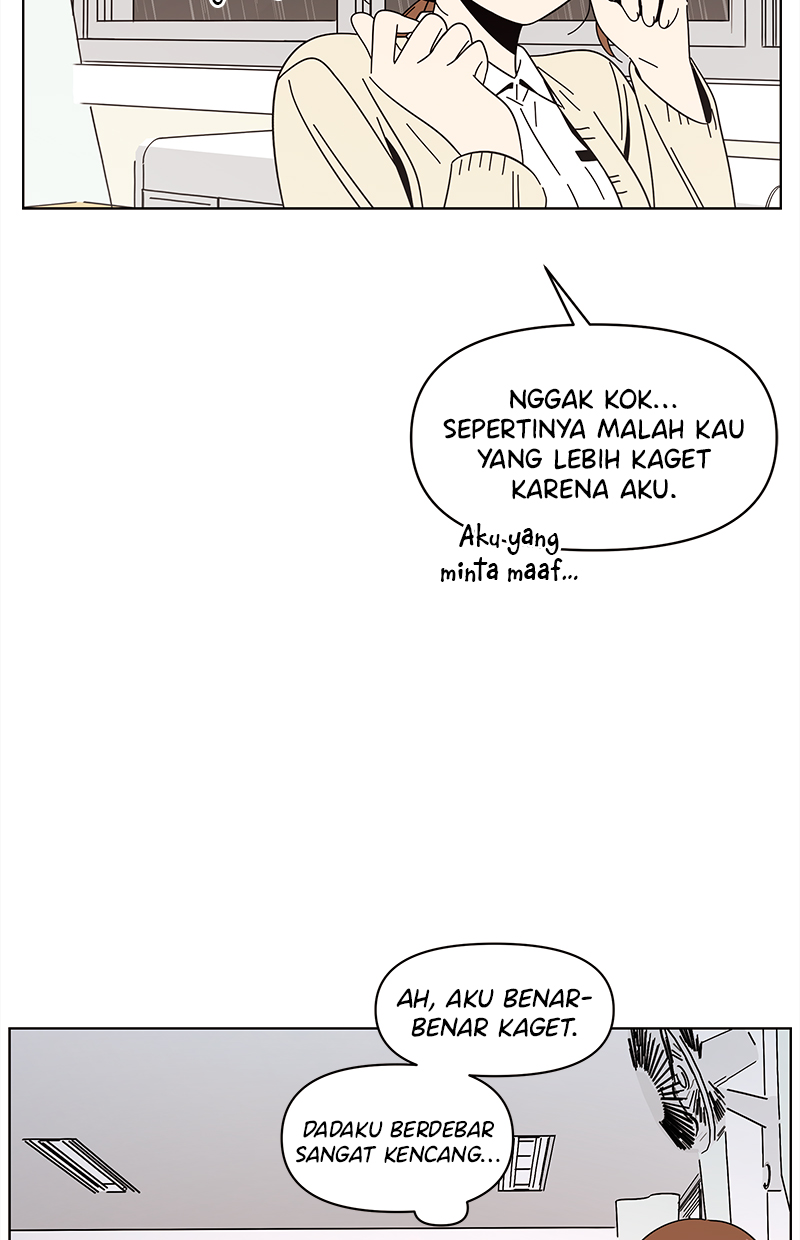 NGGAK KOK...
SEPERTINYA MALAH KAU
YANG LEBIH KAGET
KARENA AKU.
Aku yang
minta maaf...
AH, AKU BENAR-
BENAR KAGET.
DADAKU BERDEBAR
SANGAT KENCANG...